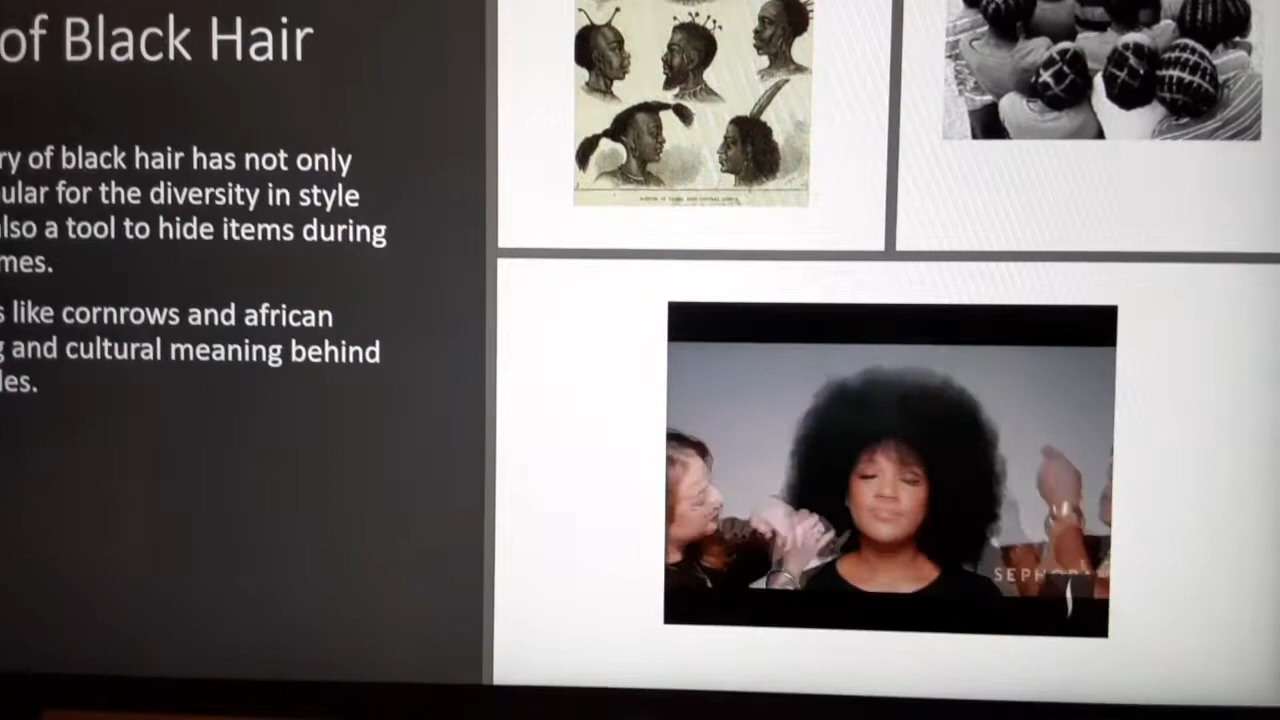 of Black Hair
ry of black hair has not only
ular for the diversity in style
lso a tool to hide items during
mes.
s like cornrows and african
g and cultural meaning behind
les.
SEPHORA